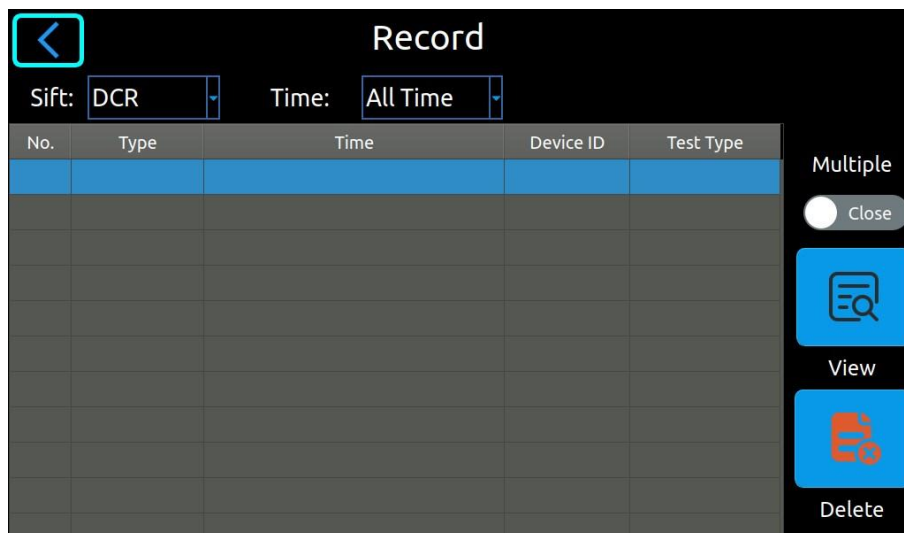 Record
Sift: DCR Time: All Time
No. Type Time Device ID Test Type
Multiple
Close
View
Delete